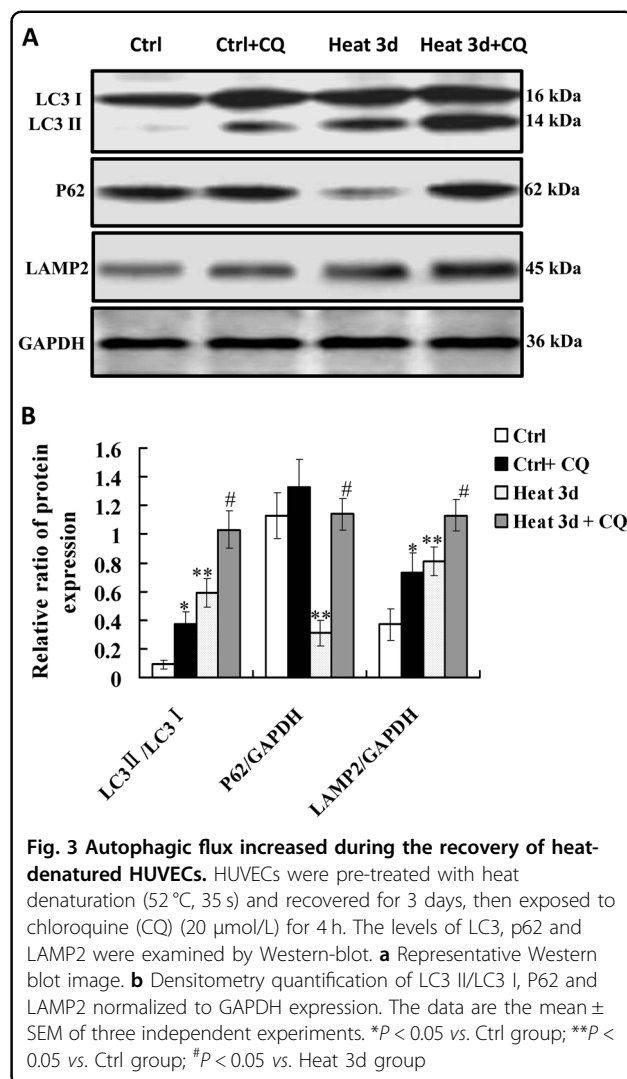 A
Ctrl Ctrl+CQ Heat 3d Heat 3d+CQ
LC3 I 16 kDa
LC3 II 14 kDa
P62 62 kDa
LAMP2 45 kDa
GAPDH 36 kDa
B
Relative ratio of protein
expression
1.6
1.4
1.2
1
0.8
0.6
0.4
0.2
0
* ** #
** #
* ** #
Ctrl
Ctrl+ CQ
Heat 3d
Heat 3d + CQ
LC3 II /LC3 I
P62/GAPDH
LAMP2/GAPDH
Fig. 3 Autophagic flux increased during the recovery of heat-
denatured HUVECs. HUVECs were pre-treated with heat
denaturation (52 °C, 35 s) and recovered for 3 days, then exposed to
chloroquine (CQ) (20 μmol/L) for 4 h. The levels of LC3, p62 and
LAMP2 were examined by Western-blot. a Representative Western
blot image. b Densitometry quantification of LC3 II/LC3 I, P62 and
LAMP2 normalized to GAPDH expression. The data are the mean ±
SEM of three independent experiments. *P < 0.05 vs. Ctrl group; **P <
0.05 vs. Ctrl group; #P < 0.05 vs. Heat 3d group